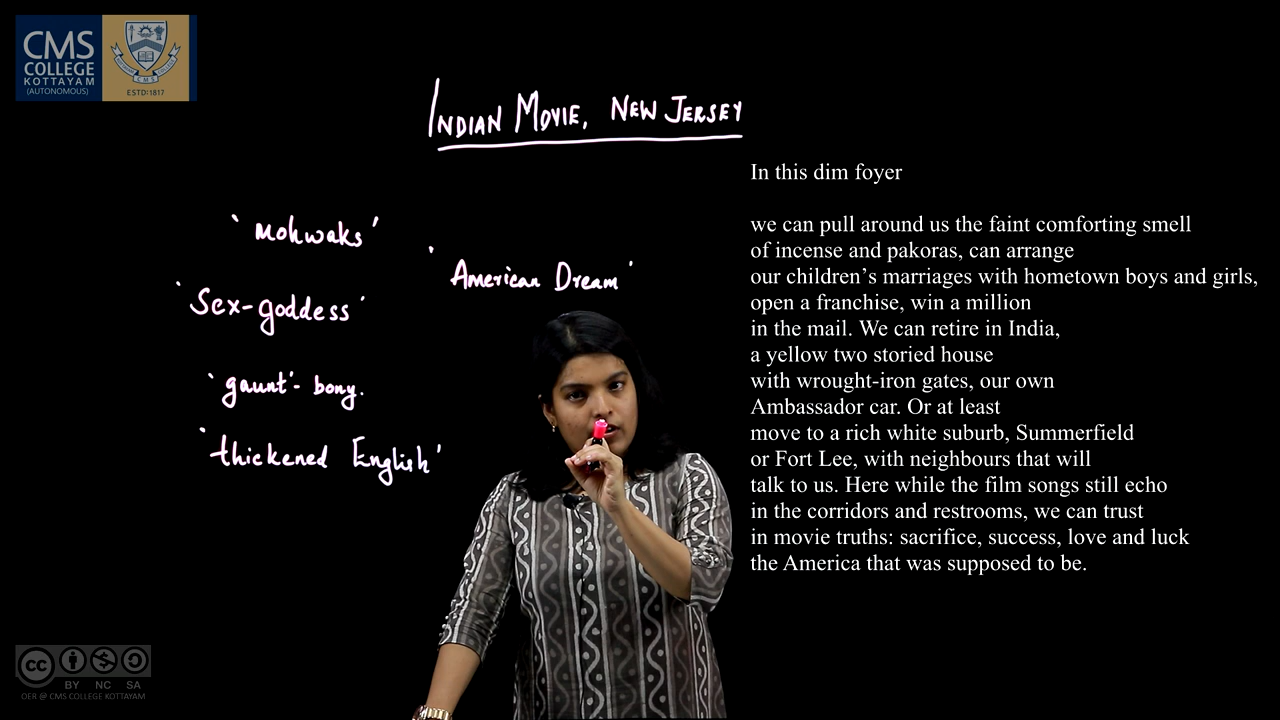 CMS
COLLEGE
KOTTAYAM
(AUTONOMOUS)
ESTD:1817
INDIAN MOVIE, NEW JERSEY
'mohwaks'
'American Dream'
'Sex-goddess'
'gaunt'- bony.
'thickened English'
In this dim foyer
we can pull around us the faint comforting smell
of incense and pakoras, can arrange
our children’s marriages with hometown boys and girls,
open a franchise, win a million
in the mail. We can retire in India,
a yellow two storied house
with wrought-iron gates, our own
Ambassador car. Or at least
move to a rich white suburb, Summerfield
or Fort Lee, with neighbours that will
talk to us. Here while the film songs still echo
in the corridors and restrooms, we can trust
in movie truths: sacrifice, success, love and luck
the America that was supposed to be.
cc
BY NC SA
OER @ CMS COLLEGE KOTTAYAM